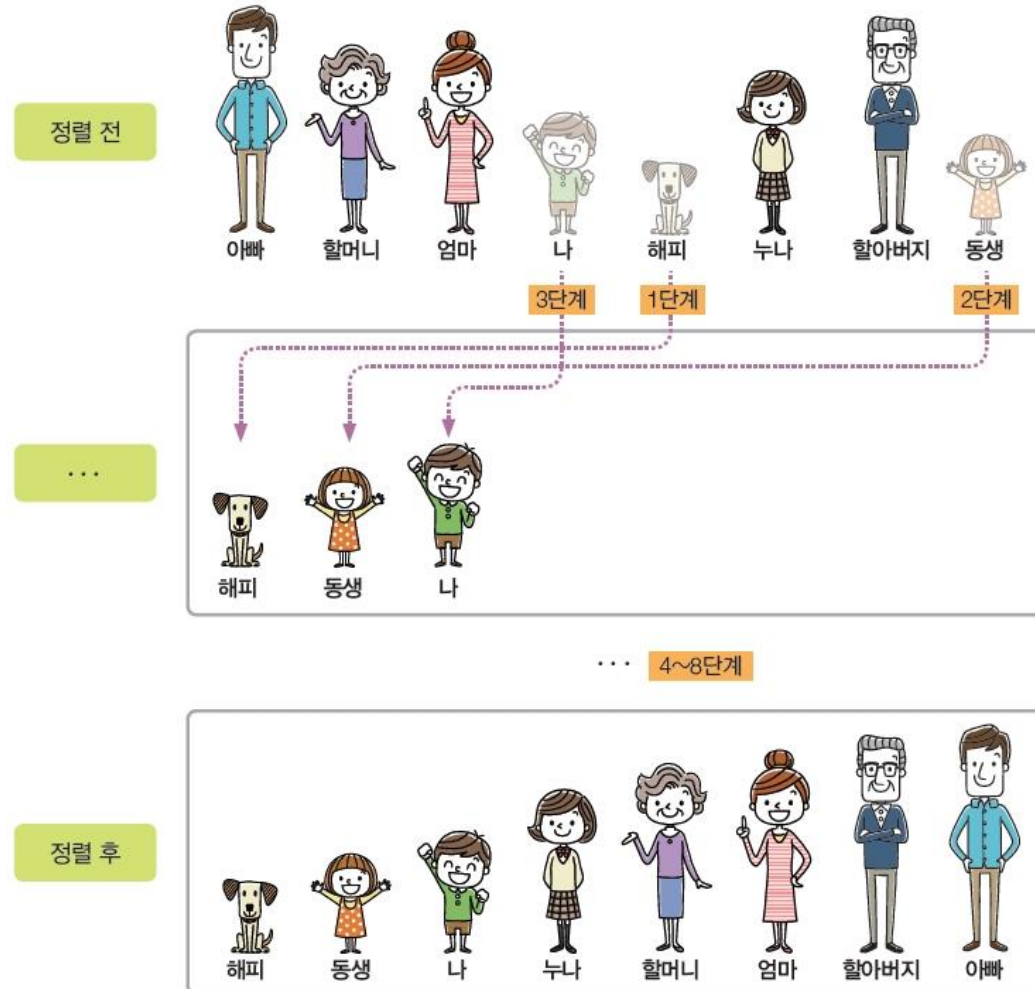 정렬 전
아빠 할머니 엄마 나 해피 누나 할아버지 동생
3단계 1단계 2단계
···
해피 동생 나
··· 4~8단계
정렬 후
해피 동생 나 누나 할머니 엄마 할아버지 아빠